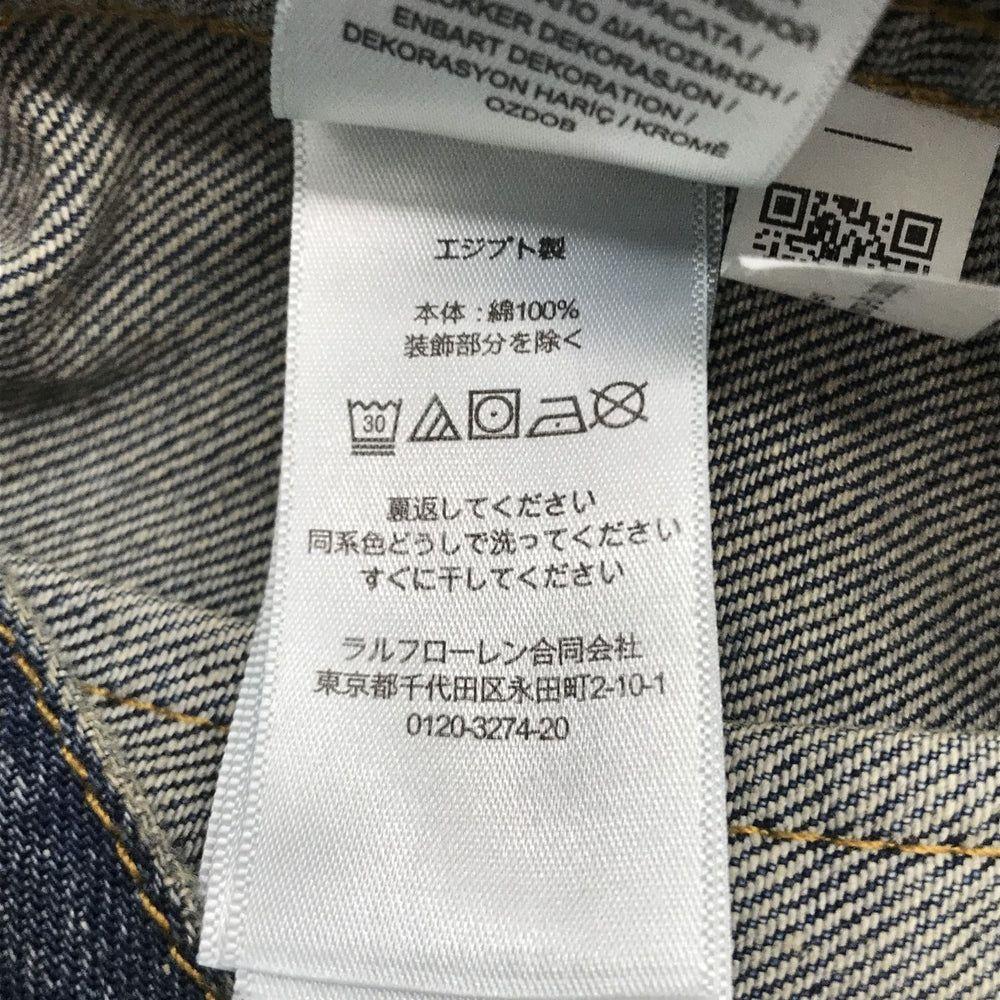 ΑΠΟ ΔΙΑΚΟΣΜΗΣΗ /
DEKORASJON /
ENBART DEKORATION /
DEKORASYON HARİÇ / KROMĚ
OZDOB
エジプト製
本体 : 綿100%
装飾部分を除く
30
裏返してください
同系色どうしで洗ってください
すぐに干してください
ラルフローレン合同会社
東京都千代田区永田町2-10-1
0120-3274-20